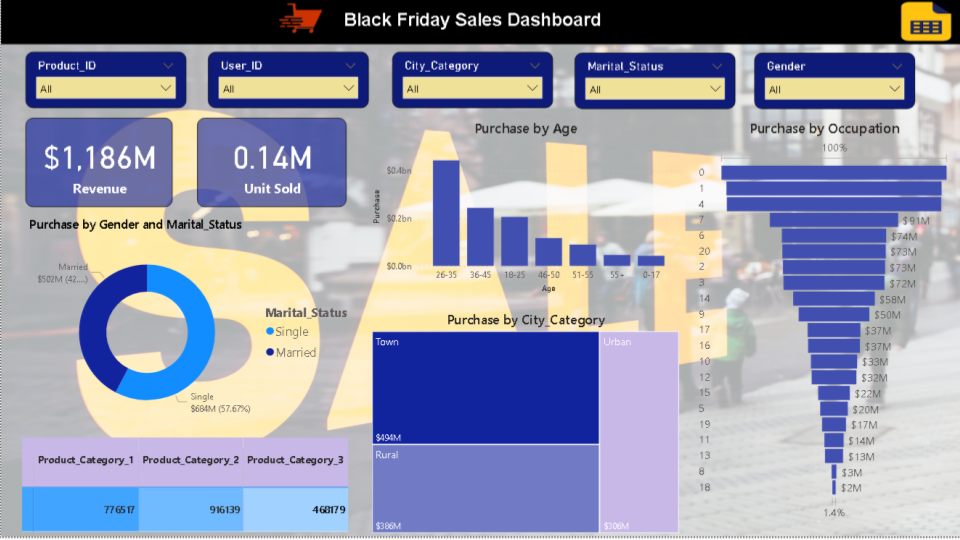 Black Friday Sales Dashboard
Product_ID
All
User_ID
All
City_Category
All
Marital_Status
All
Gender
All
$1,186M
Revenue
0.14M
Unit Sold
Purchase by Gender and Marital_Status
Married
$502M (42....)
Single
$684M (57.67%)
Marital_Status
Single
Married
Product_Category_1 Product_Category_2 Product_Category_3
776517 916139 468179
Purchase by Age
Purchase
$0.4bn
$0.2bn
$0.0bn
26-35 36-45 18-25 46-50 51-55 55+ 0-17
Age
Purchase by City_Category
Town
$494M
Rural
$386M
Urban
$306M
Purchase by Occupation
100%
0
1
4
7 $91M
6 $74M
20 $73M
2 $73M
3 $72M
14 $58M
9 $50M
17 $37M
16 $37M
10 $33M
12 $32M
15 $22M
5 $20M
19 $17M
11 $14M
13 $13M
8 $3M
18 $2M
1.4%
SALE